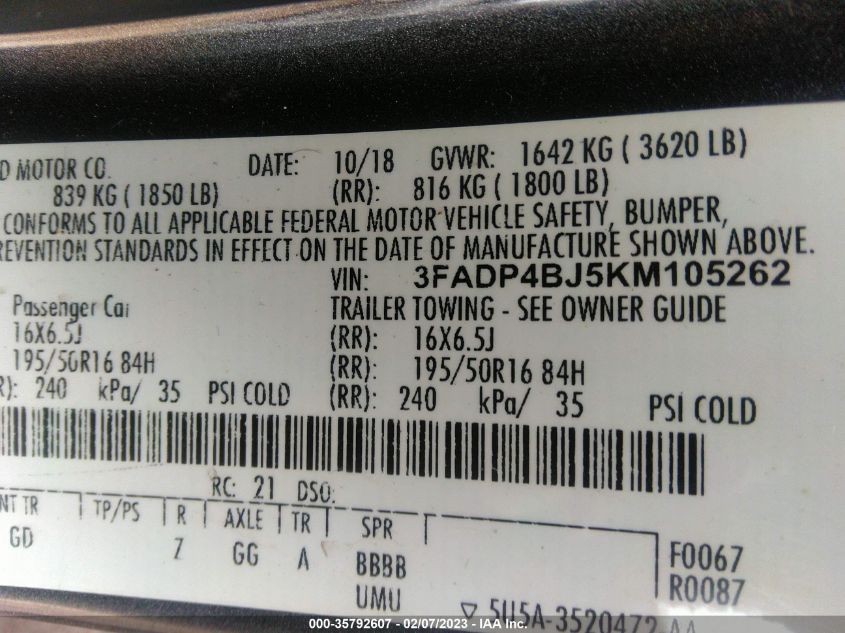 D MOTOR CO. DATE: 10/18 GVWR: 1642 KG ( 3620 LB)
839 KG ( 1850 LB) (RR): 816 KG ( 1800 LB)
CONFORMS TO ALL APPLICABLE FEDERAL MOTOR VEHICLE SAFETY, BUMPER,
REVENTION STANDARDS IN EFFECT ON THE DATE OF MANUFACTURE SHOWN ABOVE.
VIN: 3FADP4BJ5KM105262
Passenger Car TRAILER TOWING - SEE OWNER GUIDE
16X6.5J (RR): 16X6.5J
195/50R16 84H (RR): 195/50R16 84H
R): 240 kPa/ 35 PSI COLD (RR): 240 kPa/ 35 PSI COLD
RC: 21 DSO:
NT TR TP/PS R AXLE TR SPR
GD Z GG A BBBB F0067
UMU R0087
5U5A-3520472 AA
000-35792607 - 02/07/2023 - IAA Inc.